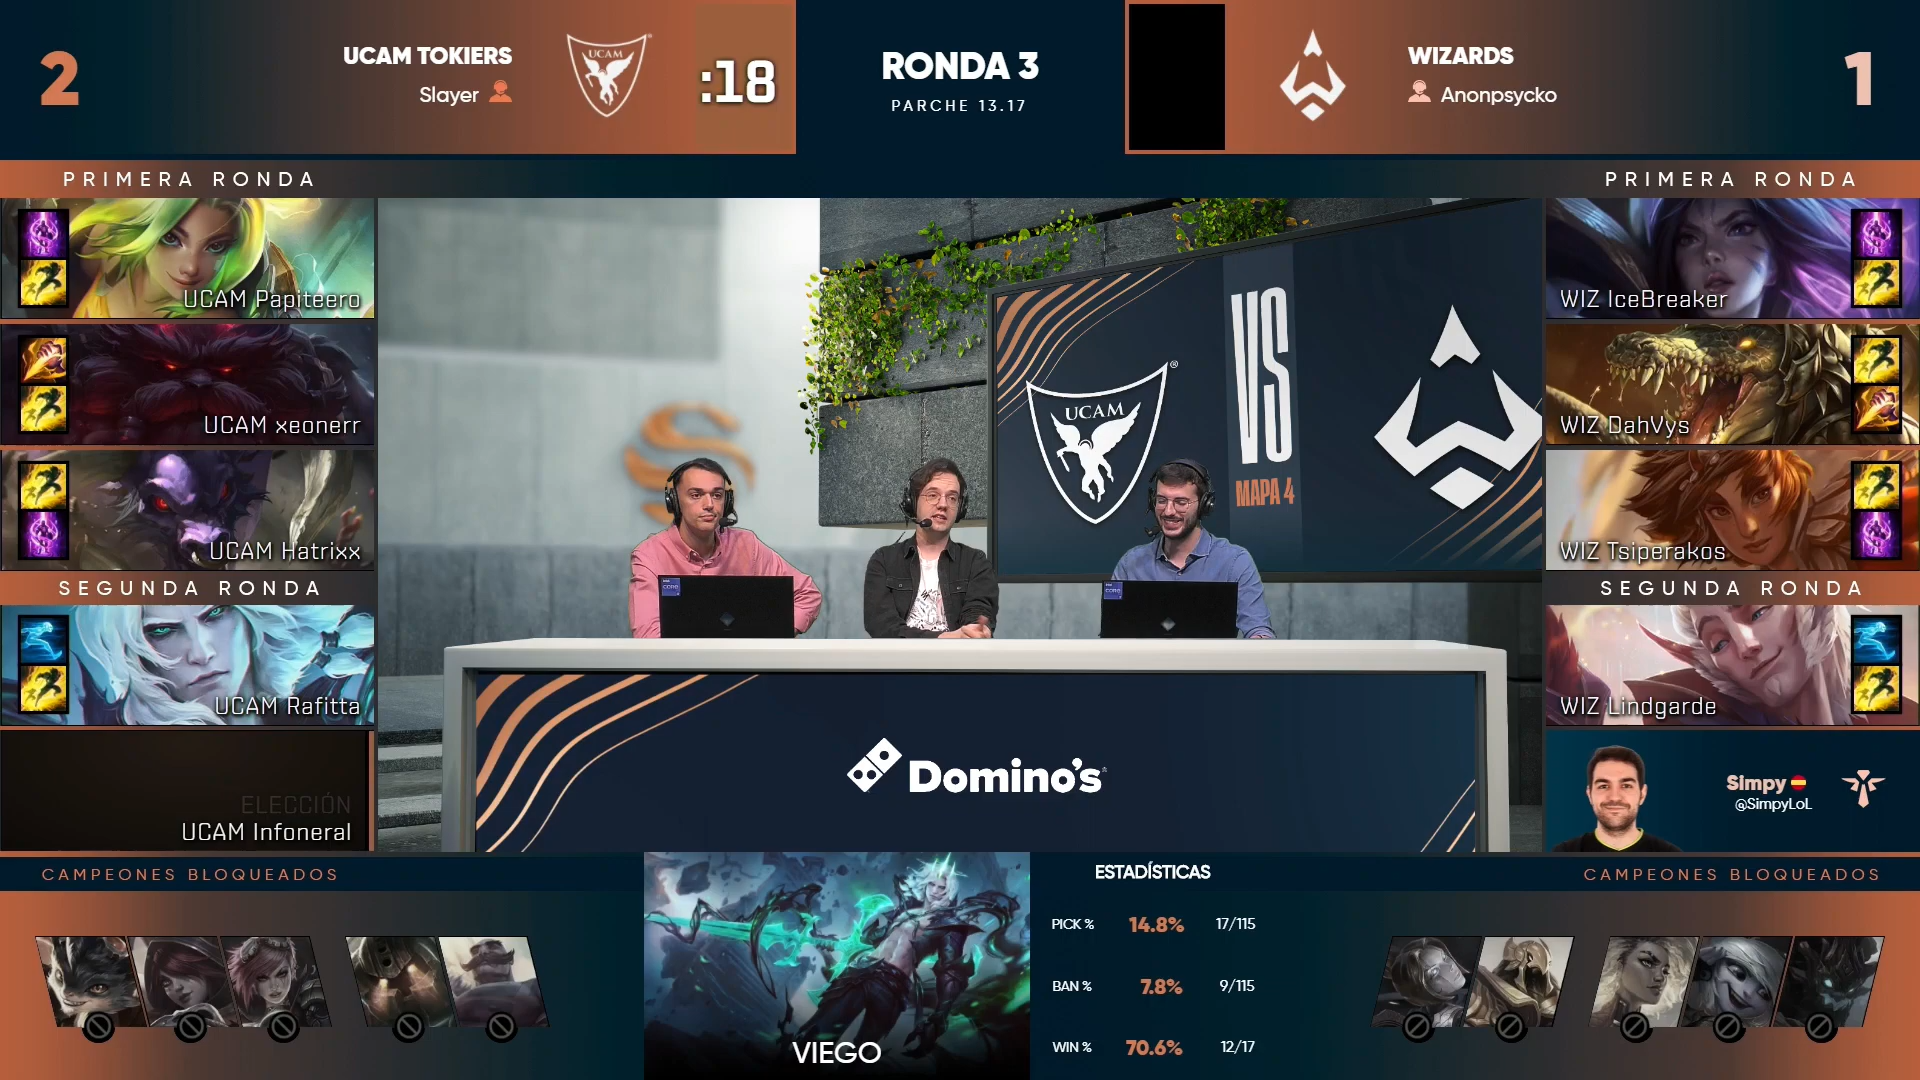 2
UCAM TOKIERS
Slayer
UCAM
:18
RONDA 3
PARCHE 13.17
WIZARDS
Anonpsycko
1
PRIMERA RONDA
PRIMERA RONDA
UCAM Papiteero
UCAM xeonerr
UCAM Hatrixx
SEGUNDA RONDA
UCAM Rafitta
ELECCIÓN
UCAM Infoneral
UCAM
VS
MAPA 4
Domino's
WIZ IceBreaker
WIZ DahVys
WIZ Tsiperakos
SEGUNDA RONDA
WIZ Lindgarde
Simpy
@SimpyLoL
CAMPEONES BLOQUEADOS
VIEGO
ESTADÍSTICAS
PICK % 14.8% 17/115
BAN % 7.8% 9/115
WIN % 70.6% 12/17
CAMPEONES BLOQUEADOS